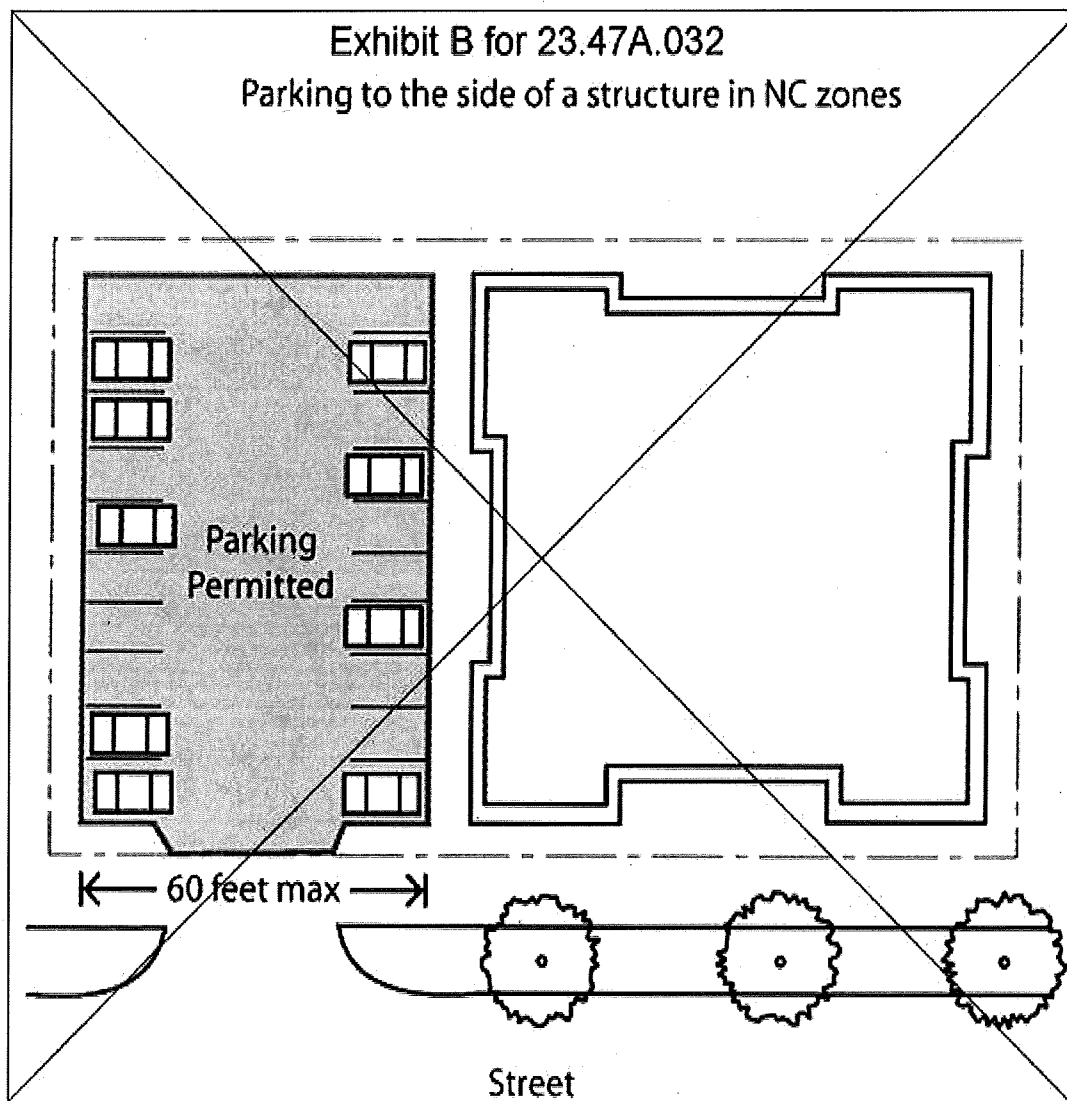 Exhibit B for 23.47A.032
Parking to the side of a structure in NC zones
Parking
Permitted
60 feet max
Street